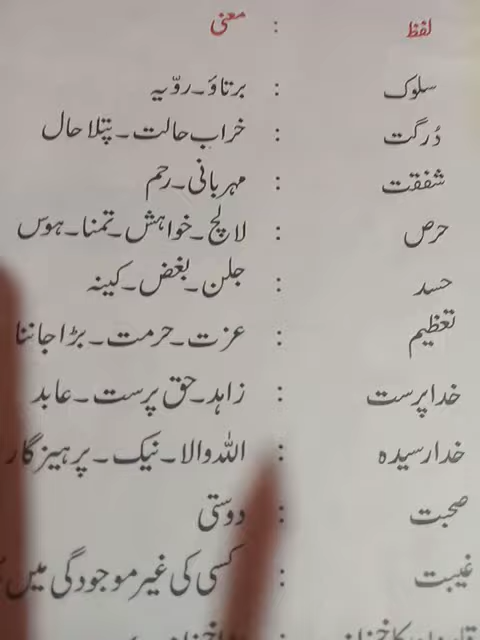 لفظ : معنی
سلوک : برتاؤ۔روّیہ
دُرگت : خراب حالت۔پتلا حال
شفقت : مہربانی۔رحم
حرص : لالچ۔خواہش۔تمنا۔ہوس
حسد : جلن۔بغض۔کینہ
تعظیم : عزت۔حرمت۔بڑا جاننا
خدا پرست : زاہد۔حق پرست۔عابد
خدارسیدہ : اللہ والا۔نیک۔پرہیزگار
صحبت : دوستی
غیبت : کسی کی غیر موجودگی میں